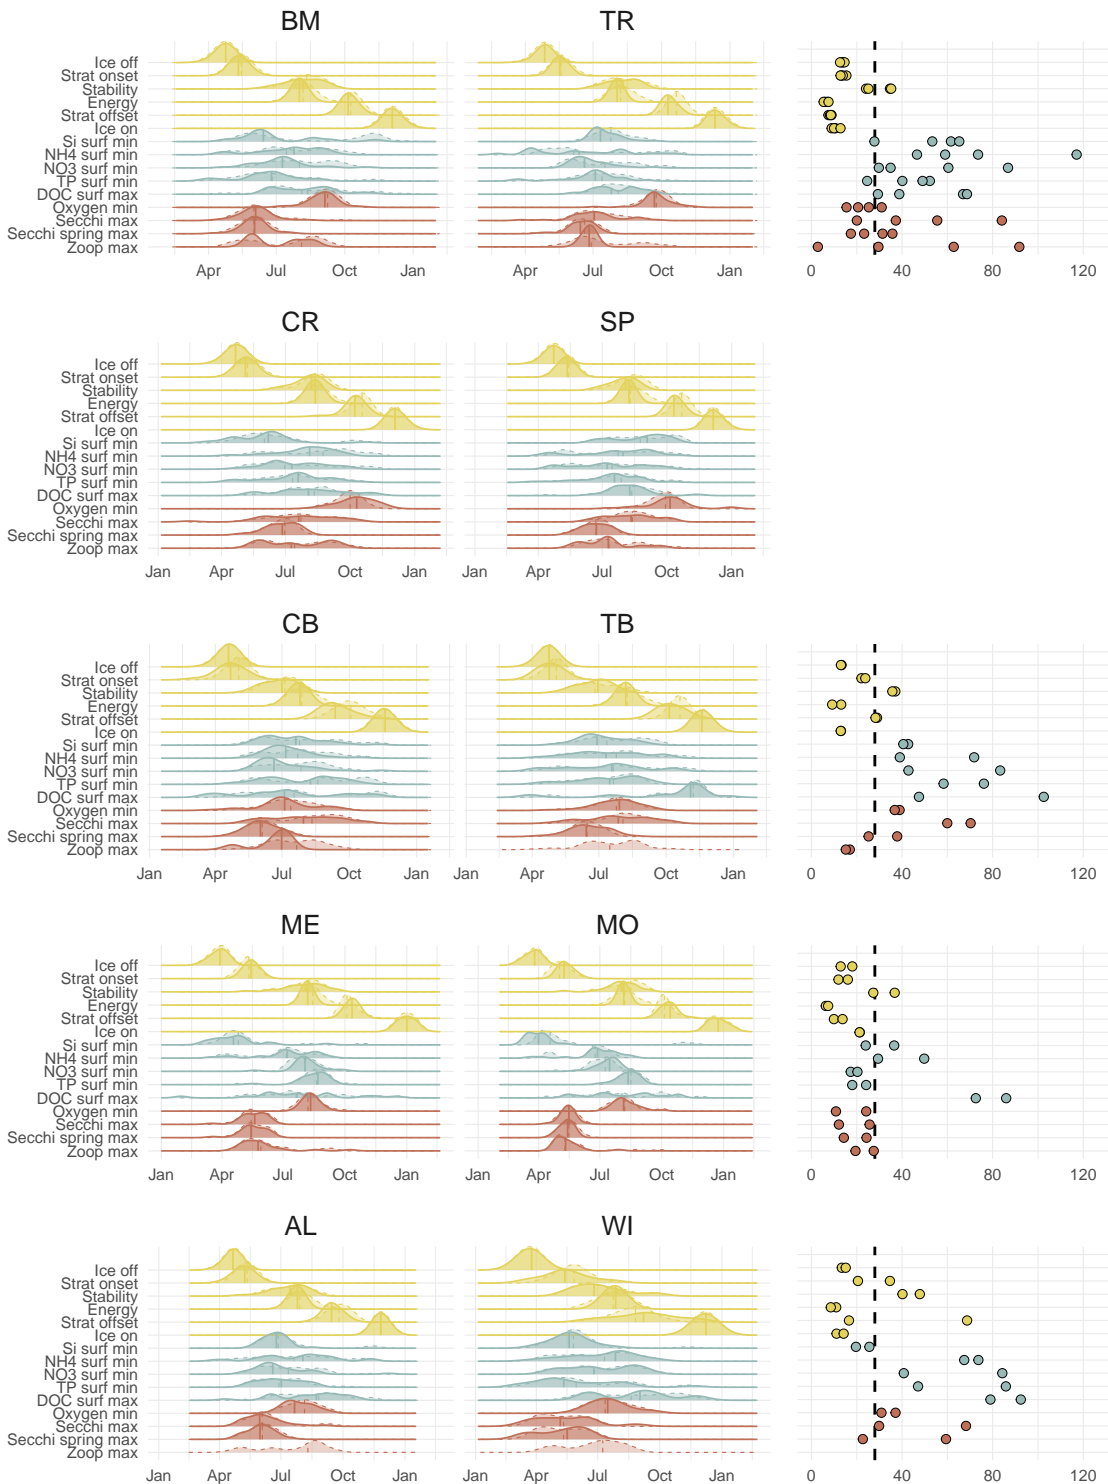 BM TR
Ice off
Strat onset
Stability
Energy
Strat offset
Ice on
Si surf min
NH4 surf min
NO3 surf min
TP surf min
DOC surf max
Oxygen min
Secchi max
Secchi spring max
Zoop max
Apr Jul Oct Jan Apr Jul Oct Jan 0 40 80 120
CR SP
Ice off
Strat onset
Stability
Energy
Strat offset
Ice on
Si surf min
NH4 surf min
NO3 surf min
TP surf min
DOC surf max
Oxygen min
Secchi max
Secchi spring max
Zoop max
Jan Apr Jul Oct Jan Jan Apr Jul Oct Jan
CB TB
Ice off
Strat onset
Stability
Energy
Strat offset
Ice on
Si surf min
NH4 surf min
NO3 surf min
TP surf min
DOC surf max
Oxygen min
Secchi max
Secchi spring max
Zoop max
Jan Apr Jul Oct Jan Jan Apr Jul Oct Jan 0 40 80 120
ME MO
Ice off
Strat onset
Stability
Energy
Strat offset
Ice on
Si surf min
NH4 surf min
NO3 surf min
TP surf min
DOC surf max
Oxygen min
Secchi max
Secchi spring max
Zoop max
Jan Apr Jul Oct Jan Jan Apr Jul Oct Jan 0 40 80 120
AL WI
Ice off
Strat onset
Stability
Energy
Strat offset
Ice on
Si surf min
NH4 surf min
NO3 surf min
TP surf min
DOC surf max
Oxygen min
Secchi max
Secchi spring max
Zoop max
Jan Apr Jul Oct Jan Jan Apr Jul Oct Jan 0 40 80 120